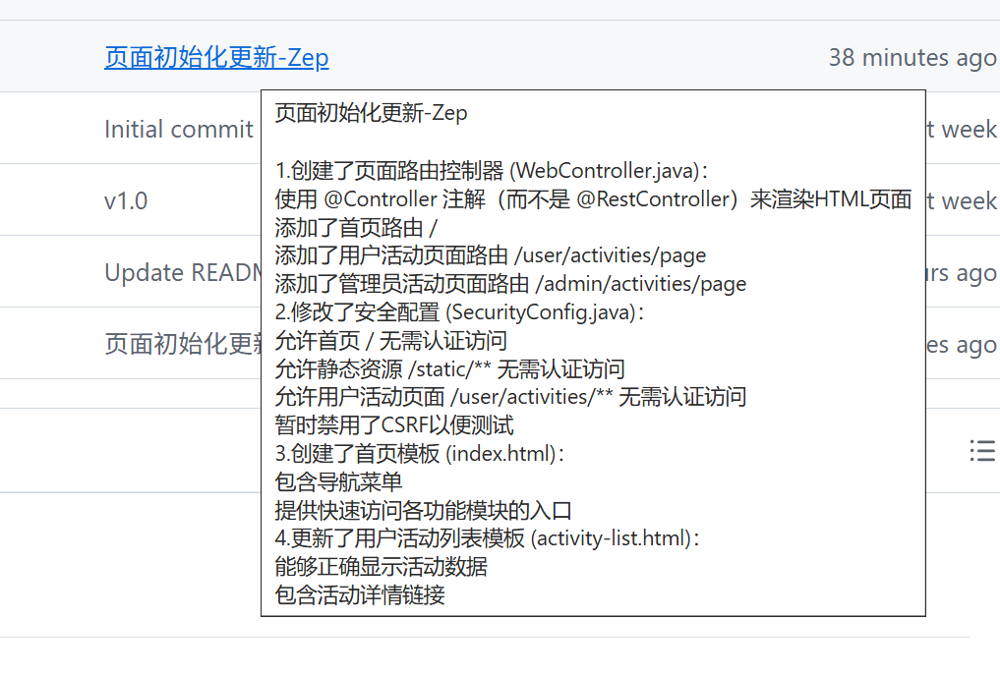 页面初始化更新-Zep
38 minutes ago
页面初始化更新-Zep
Initial commit
t week
1.创建了页面路由控制器 (WebController.java)：
v1.0
使用 @Controller 注解（而不是 @RestController）来渲染HTML页面
t week
添加了首页路由 /
添加了用户活动页面路由 /user/activities/page
Update READM
rs ago
添加了管理员活动页面路由 /admin/activities/page
2.修改了安全配置 (SecurityConfig.java)：
允许首页 / 无需认证访问
页面初始化更新
es ago
允许静态资源 /static/** 无需认证访问
允许用户活动页面 /user/activities/** 无需认证访问
暂时禁用了CSRF以便测试
3.创建了首页模板 (index.html)：
包含导航菜单
提供快速访问各功能模块的入口
4.更新了用户活动列表模板 (activity-list.html)：
能够正确显示活动数据
包含活动详情链接